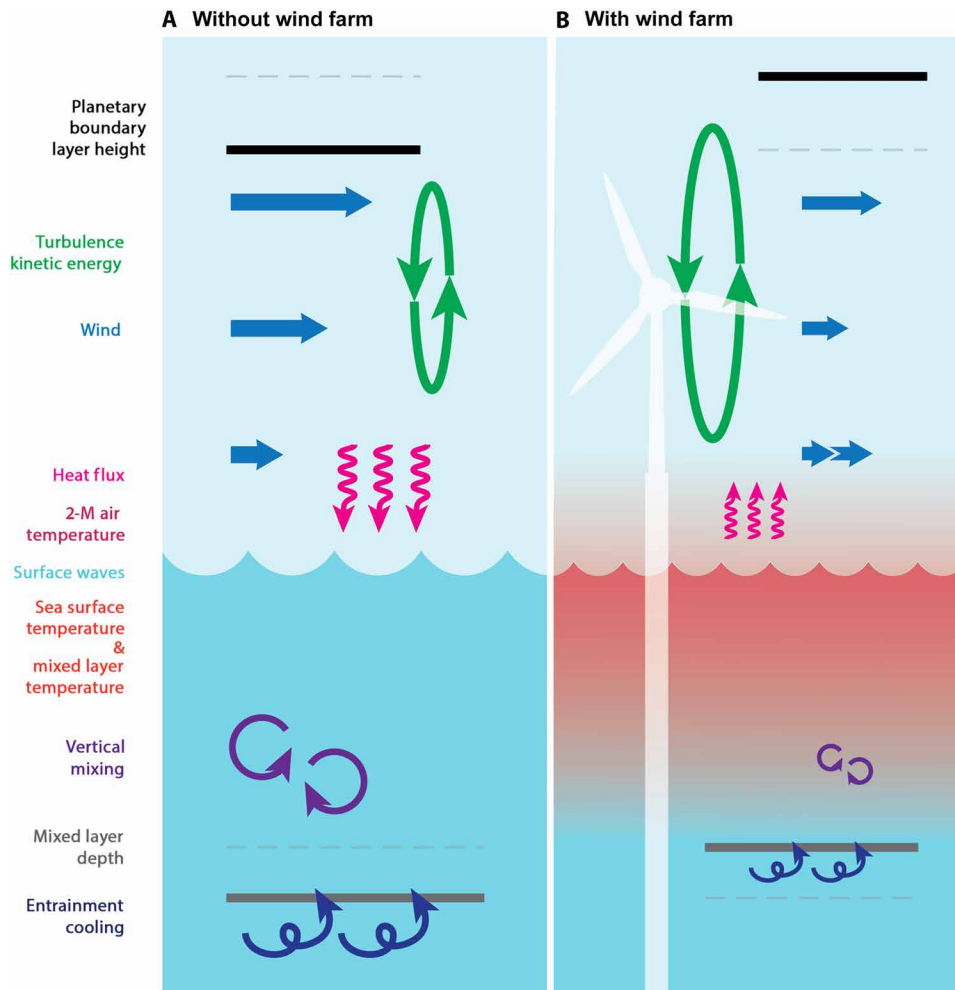 A Without wind farm
B With wind farm
Planetary
boundary
layer height
Turbulence
kinetic energy
Wind
Heat flux
2-M air
temperature
Surface waves
Sea surface
temperature
&
mixed layer
temperature
Vertical
mixing
Mixed layer
depth
Entrainment
cooling